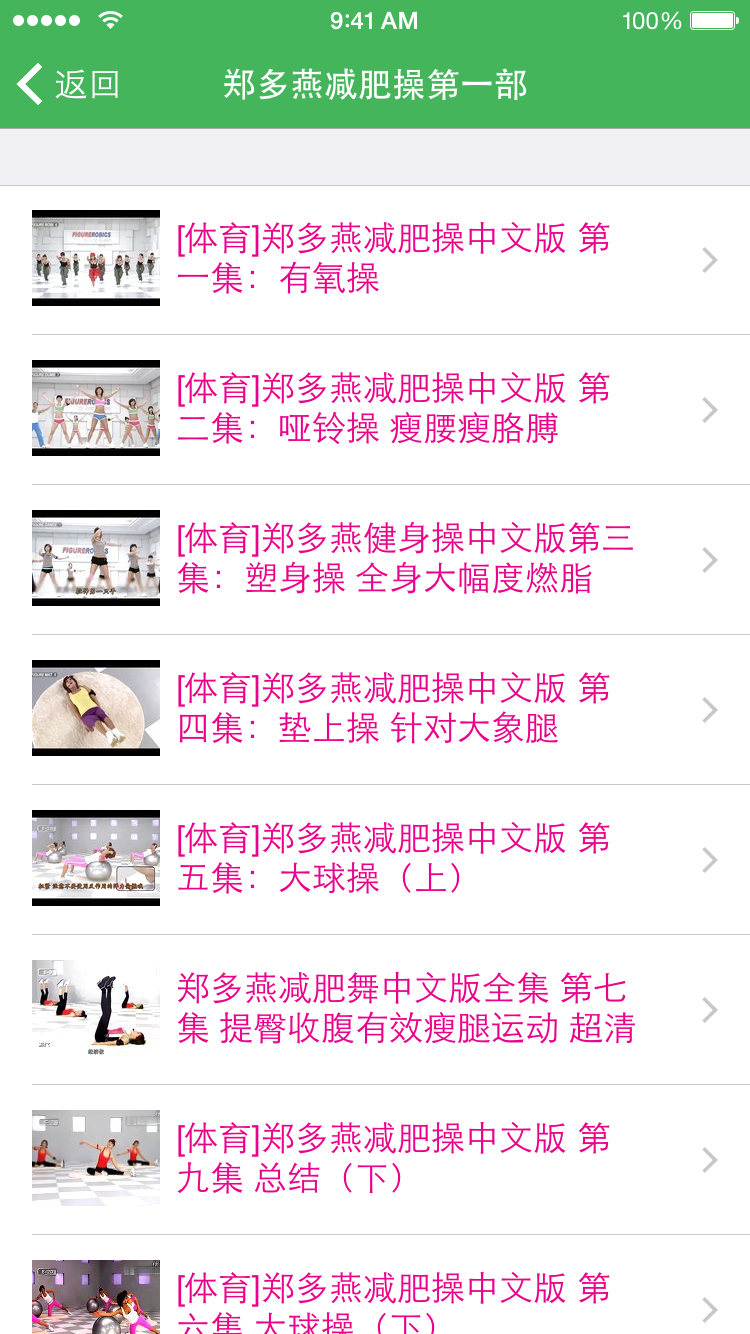 9:41 AM
100%
返回
郑多燕减肥操第一部
FIGUREROBICS
[体育]郑多燕减肥操中文版 第
一集：有氧操
[体育]郑多燕减肥操中文版 第
二集：哑铃操 瘦腰瘦胳膊
[体育]郑多燕健身操中文版第三
集：塑身操 全身大幅度燃脂
[体育]郑多燕减肥操中文版 第
四集：垫上操 针对大象腿
[体育]郑多燕减肥操中文版 第
五集：大球操（上）
郑多燕减肥舞中文版全集 第七
集 提臀收腹有效瘦腿运动 超清
[体育]郑多燕减肥操中文版 第
九集 总结（下）
[体育]郑多燕减肥操中文版 第
六集 大球操（下）